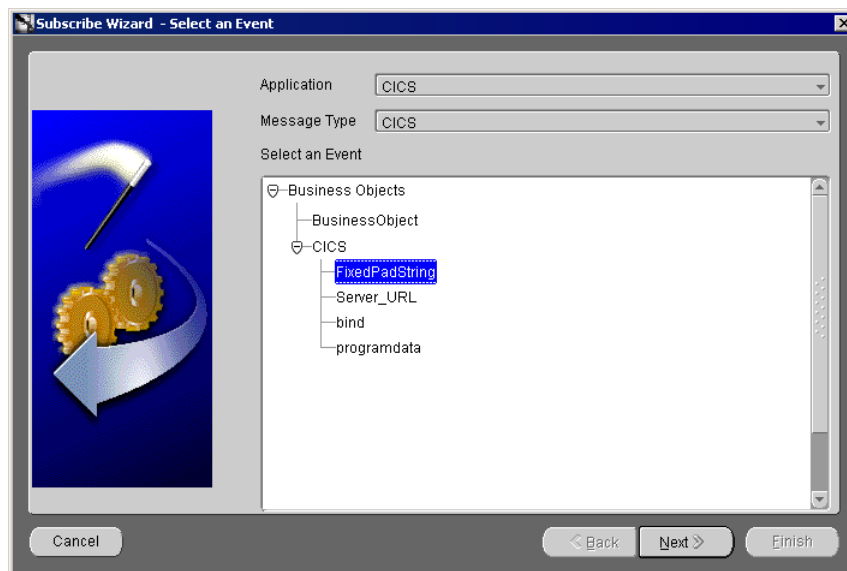 Subscribe Wizard - Select an Event
Application CICS
Message Type CICS
Select an Event
Business Objects
BusinessObject
CICS
FixedPadString
Server_URL
bind
programdata
Cancel Back Next Finish